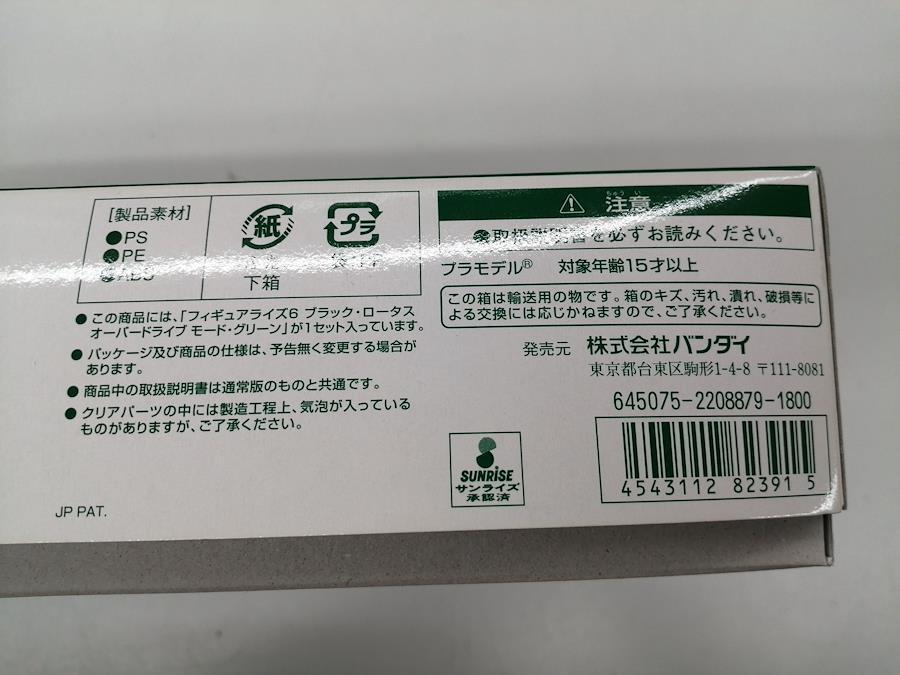 [製品素材]
●PS
●PE
●ABS
紙
下箱
プラ
⚠ 注意
ちゅうい
取扱説明書を必ずお読みください。
プラモデル® 対象年齢15才以上
この箱は輸送用の物です。箱のキズ、汚れ、潰れ、破損等に
よる交換には応じかねますので、ご了承ください。
● この商品には、「フィギュアライズ6 ブラック・ロータス
オーバードライブ モード・グリーン」が1セット入っています。
● パッケージ及び商品の仕様は、予告無く変更する場合が
あります。
● 商品中の取扱説明書は通常版のものと共通です。
● クリアパーツの中には製造工程上、気泡が入っている
ものがありますが、ご了承ください。
JP PAT.
発売元 株式会社バンダイ
東京都台東区駒形1-4-8 〒111-8081
645075-2208879-1800
SUNRISE
サンライズ
承認済
4543112 82391 5